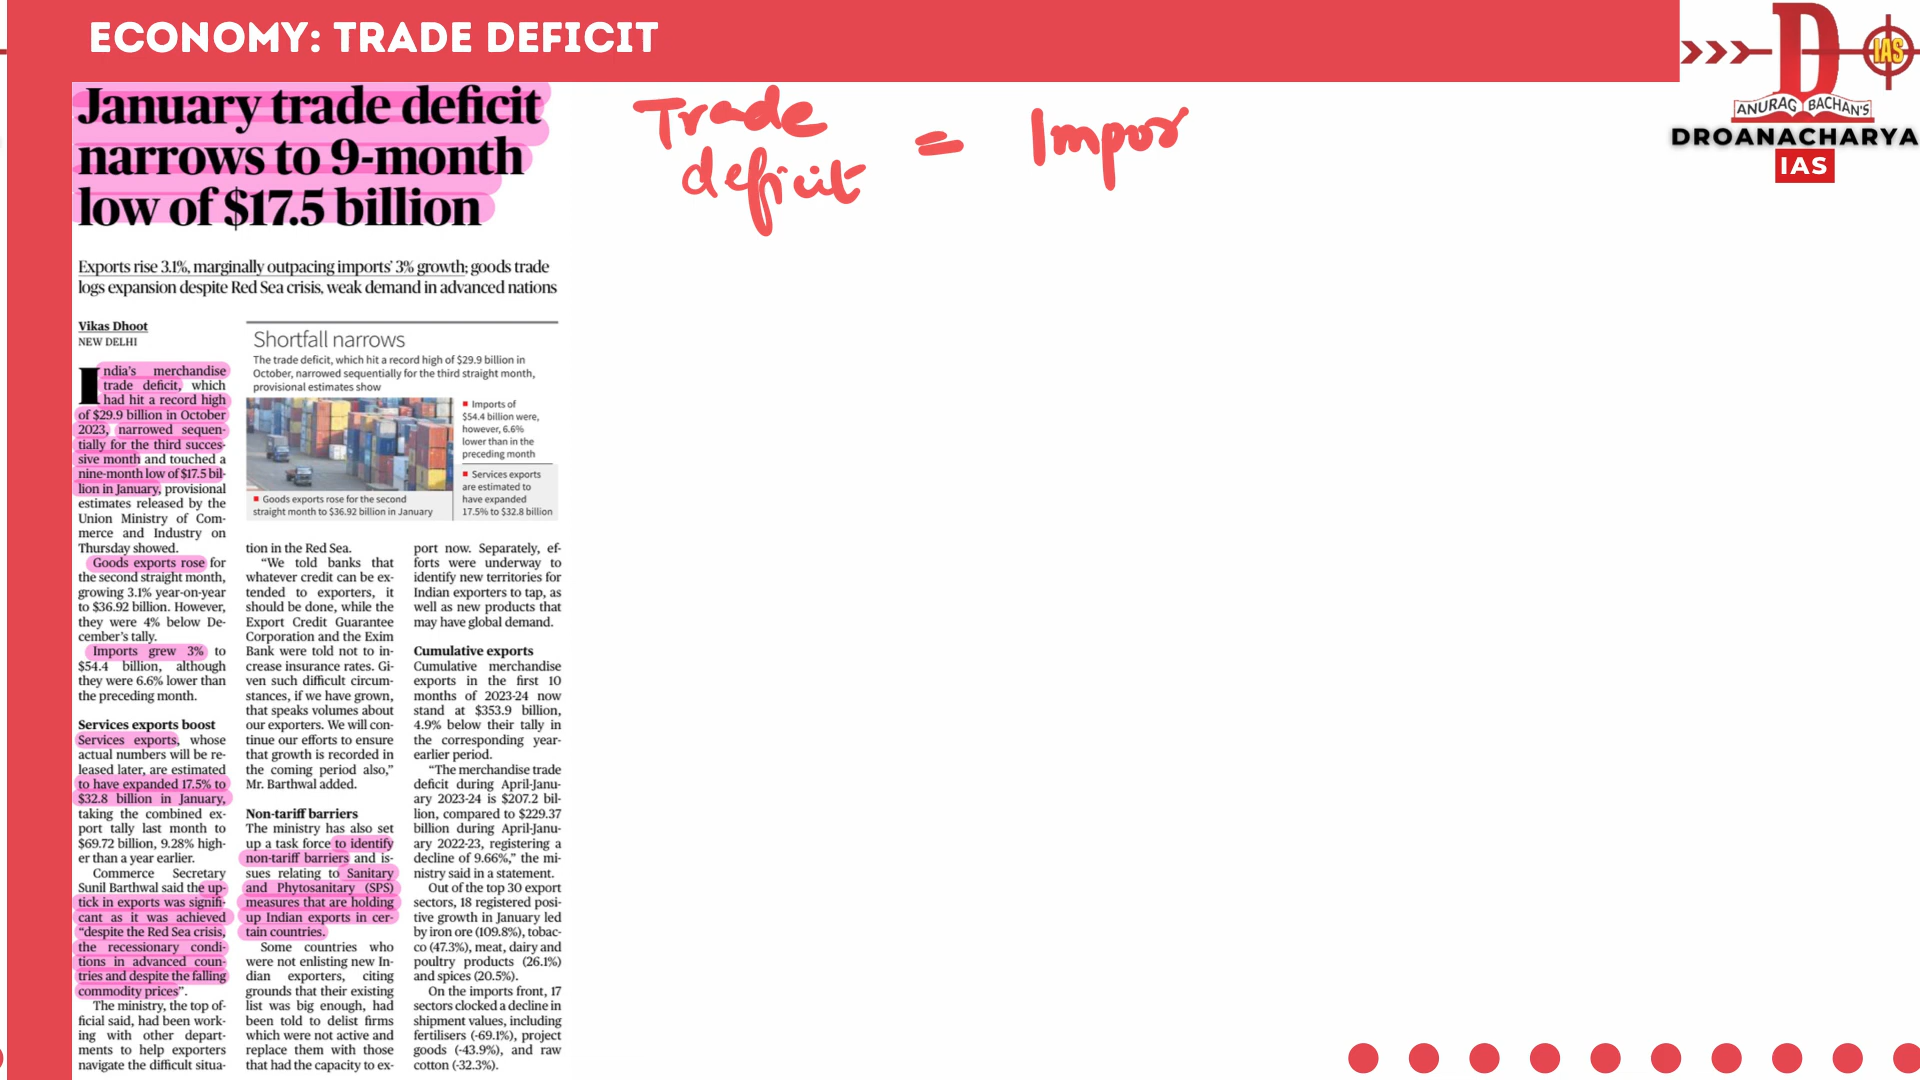 ECONOMY: TRADE DEFICIT
IAS
ANURAG BACHAN'S
DROANACHARYA
IAS
January trade deficit
narrows to 9-month
low of $17.5 billion
Trade
deficit
= Impor
Exports rise 3.1%, marginally outpacing imports' 3% growth; goods trade
logs expansion despite Red Sea crisis, weak demand in advanced nations
Vikas Dhoot
NEW DELHI
India's merchandise
trade deficit, which
had hit a record high
of $29.9 billion in October
2023, narrowed sequen-
tially for the third succes-
sive month and touched a
nine-month low of $17.5 bil-
lion in January, provisional
estimates released by the
Union Ministry of Com-
merce and Industry on
Thursday showed.
Goods exports rose for
the second straight month,
growing 3.1% year-on-year
to $36.92 billion. However,
they were 4% below De-
cember's tally.
Imports grew 3% to
$54.4 billion, although
they were 6.6% lower than
the preceding month.
Services exports boost
Services exports, whose
actual numbers will be re-
leased later, are estimated
to have expanded 17.5% to
$32.8 billion in January,
taking the combined ex-
port tally last month to
$69.72 billion, 9.28% high-
er than a year earlier.
Commerce Secretary
Sunil Barthwal said the up-
tick in exports was signifi-
cant as it was achieved
"despite the Red Sea crisis,
the recessionary condi-
tions in advanced coun-
tries and despite the falling
commodity prices".
The ministry, the top of-
ficial said, had been work-
ing with other depart-
ments to help exporters
navigate the difficult situa-
Shortfall narrows
The trade deficit, which hit a record high of $29.9 billion in
October, narrowed sequentially for the third straight month,
provisional estimates show
Imports of
$54.4 billion were,
however, 6.6%
lower than in the
preceding month
Services exports
are estimated to
have expanded
17.5% to $32.8 billion
Goods exports rose for the second
straight month to $36.92 billion in January
tion in the Red Sea.
"We told banks that
whatever credit can be ex-
tended to exporters, it
should be done, while the
Export Credit Guarantee
Corporation and the Exim
Bank were told not to in-
crease insurance rates. Gi-
ven such difficult circum-
stances, if we have grown,
that speaks volumes about
our exporters. We will con-
tinue our efforts to ensure
that growth is recorded in
the coming period also,"
Mr. Barthwal added.
Non-tariff barriers
The ministry has also set
up a task force to identify
non-tariff barriers and is-
sues relating to Sanitary
and Phytosanitary (SPS)
measures that are holding
up Indian exports in cer-
tain countries.
Some countries who
were not enlisting new In-
dian exporters, citing
grounds that their existing
list was big enough, had
been told to delist firms
which were not active and
replace them with those
that had the capacity to ex-
port now. Separately, ef-
forts were underway to
identify new territories for
Indian exporters to tap, as
well as new products that
may have global demand.
Cumulative exports
Cumulative merchandise
exports in the first 10
months of 2023-24 now
stand at $353.9 billion,
4.9% below their tally in
the corresponding year-
earlier period.
"The merchandise trade
deficit during April-Janu-
ary 2023-24 is $207.2 bil-
lion, compared to $229.37
billion during April-Janu-
ary 2022-23, registering a
decline of 9.66%," the mi-
nistry said in a statement.
Out of the top 30 export
sectors, 18 registered posi-
tive growth in January led
by iron ore (109.8%), tobac-
co (47.3%), meat, dairy and
poultry products (26.1%)
and spices (20.5%).
On the imports front, 17
sectors clocked a decline in
shipment values, including
fertilisers (-69.1%), project
goods (-43.9%), and raw
cotton (-32.3%).